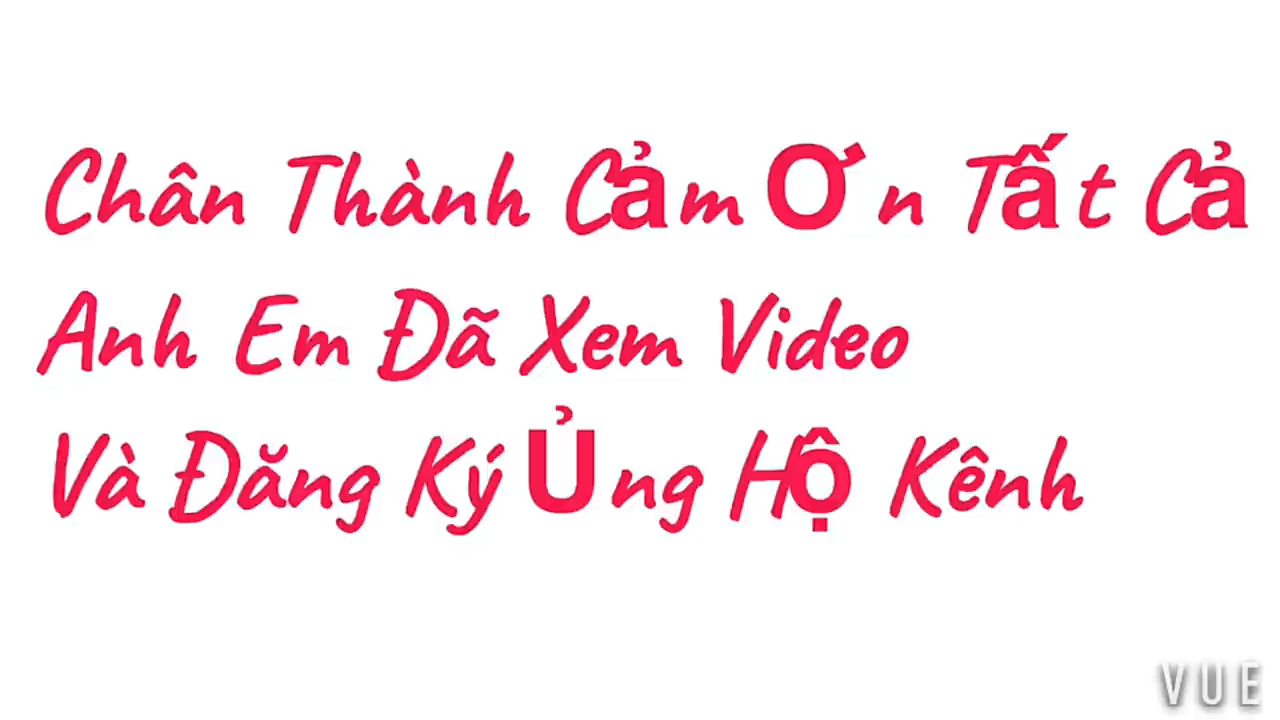 Chân Thành Cảm Ơn Tất Cả
Anh Em Đã Xem Video
Và Đăng Ký Ủng Hộ Kênh
VUE